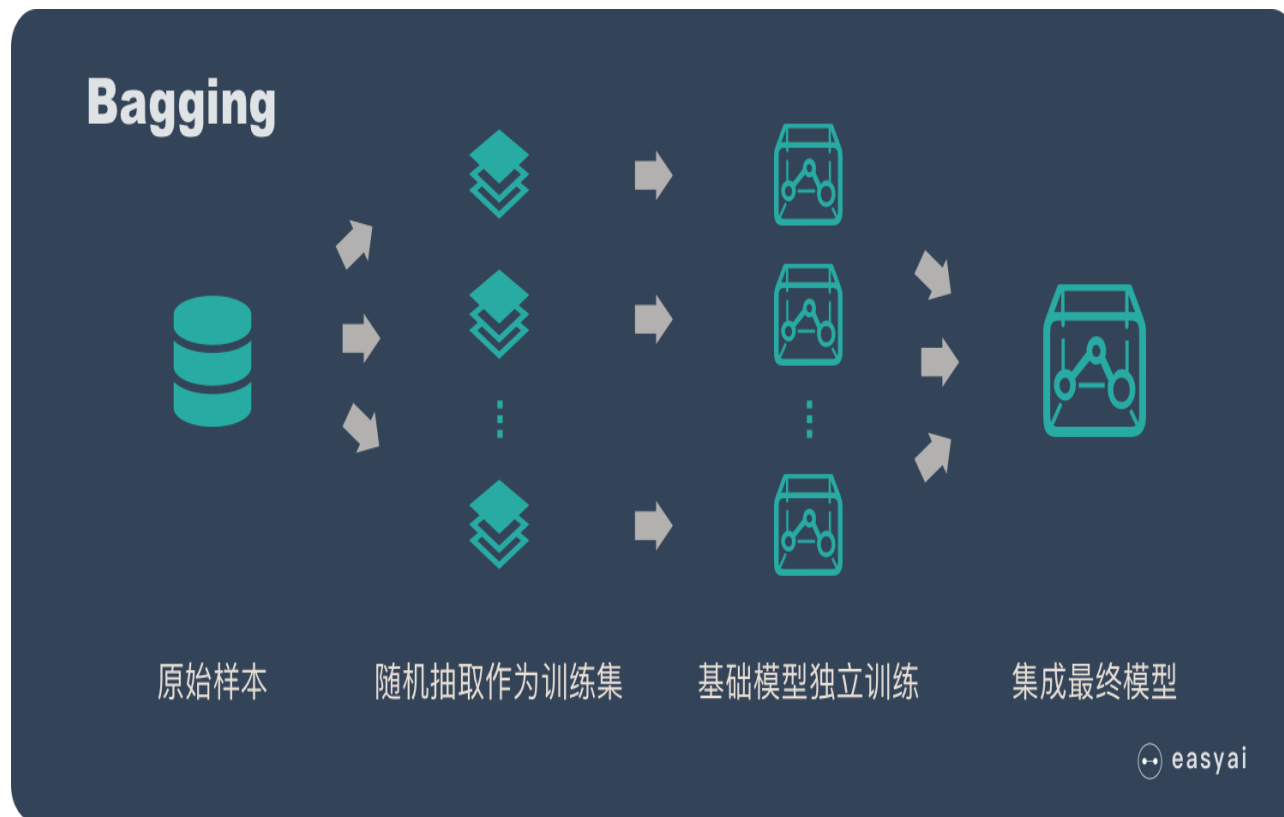 Bagging
原始样本
随机抽取作为训练集
基础模型独立训练
集成最终模型
easyai